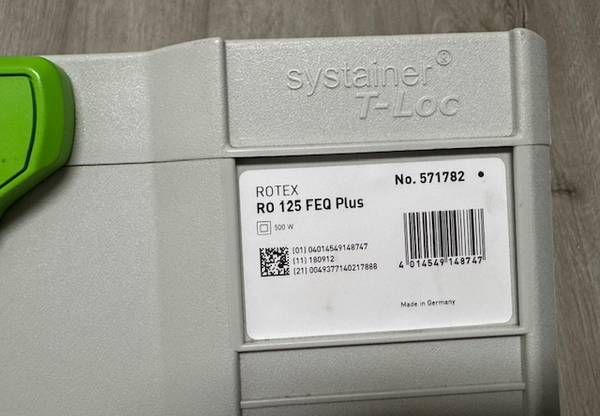 systainer®
T-Loc
ROTEX
No. 571782
RO 125 FEQ Plus
500 W
(01) 04014549148747
(11) 180912
(21) 0049377140217888
4 014549 148747
Made in Germany